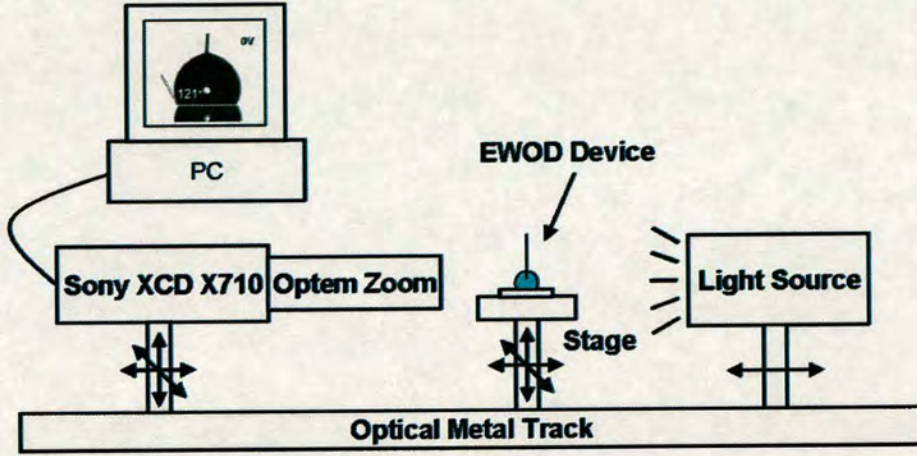 0V
121°
PC
EWOD Device
Sony XCD X710
Optem Zoom
Light Source
Stage
Optical Metal Track